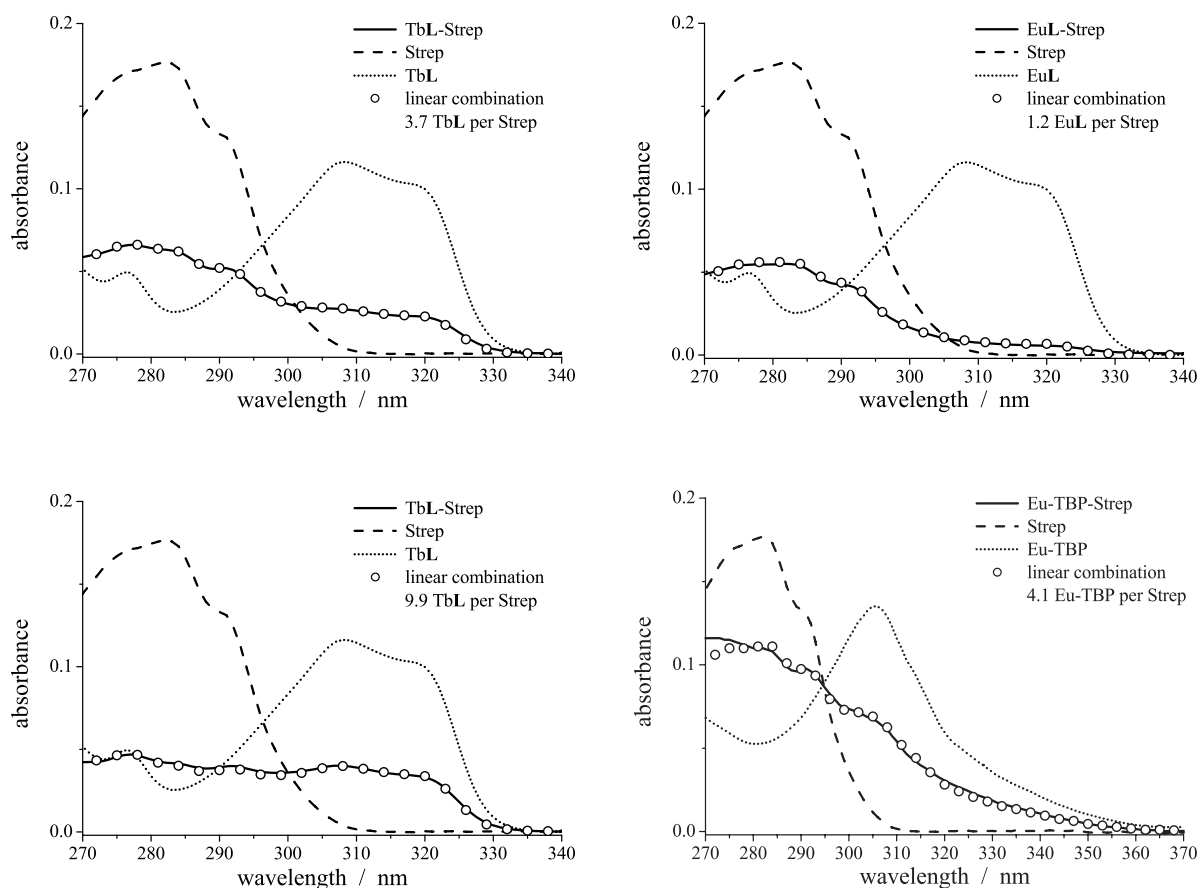 0.2
0.1
0.0
absorbance
TbL-Strep
Strep
TbL
linear combination
3.7 TbL per Strep
270 280 290 300 310 320 330 340
wavelength / nm
0.2
0.1
0.0
absorbance
EuL-Strep
Strep
EuL
linear combination
1.2 EuL per Strep
270 280 290 300 310 320 330 340
wavelength / nm
0.2
0.1
0.0
absorbance
TbL-Strep
Strep
TbL
linear combination
9.9 TbL per Strep
270 280 290 300 310 320 330 340
wavelength / nm
0.2
0.1
0.0
absorbance
Eu-TBP-Strep
Strep
Eu-TBP
linear combination
4.1 Eu-TBP per Strep
270 280 290 300 310 320 330 340 350 360 370
wavelength / nm